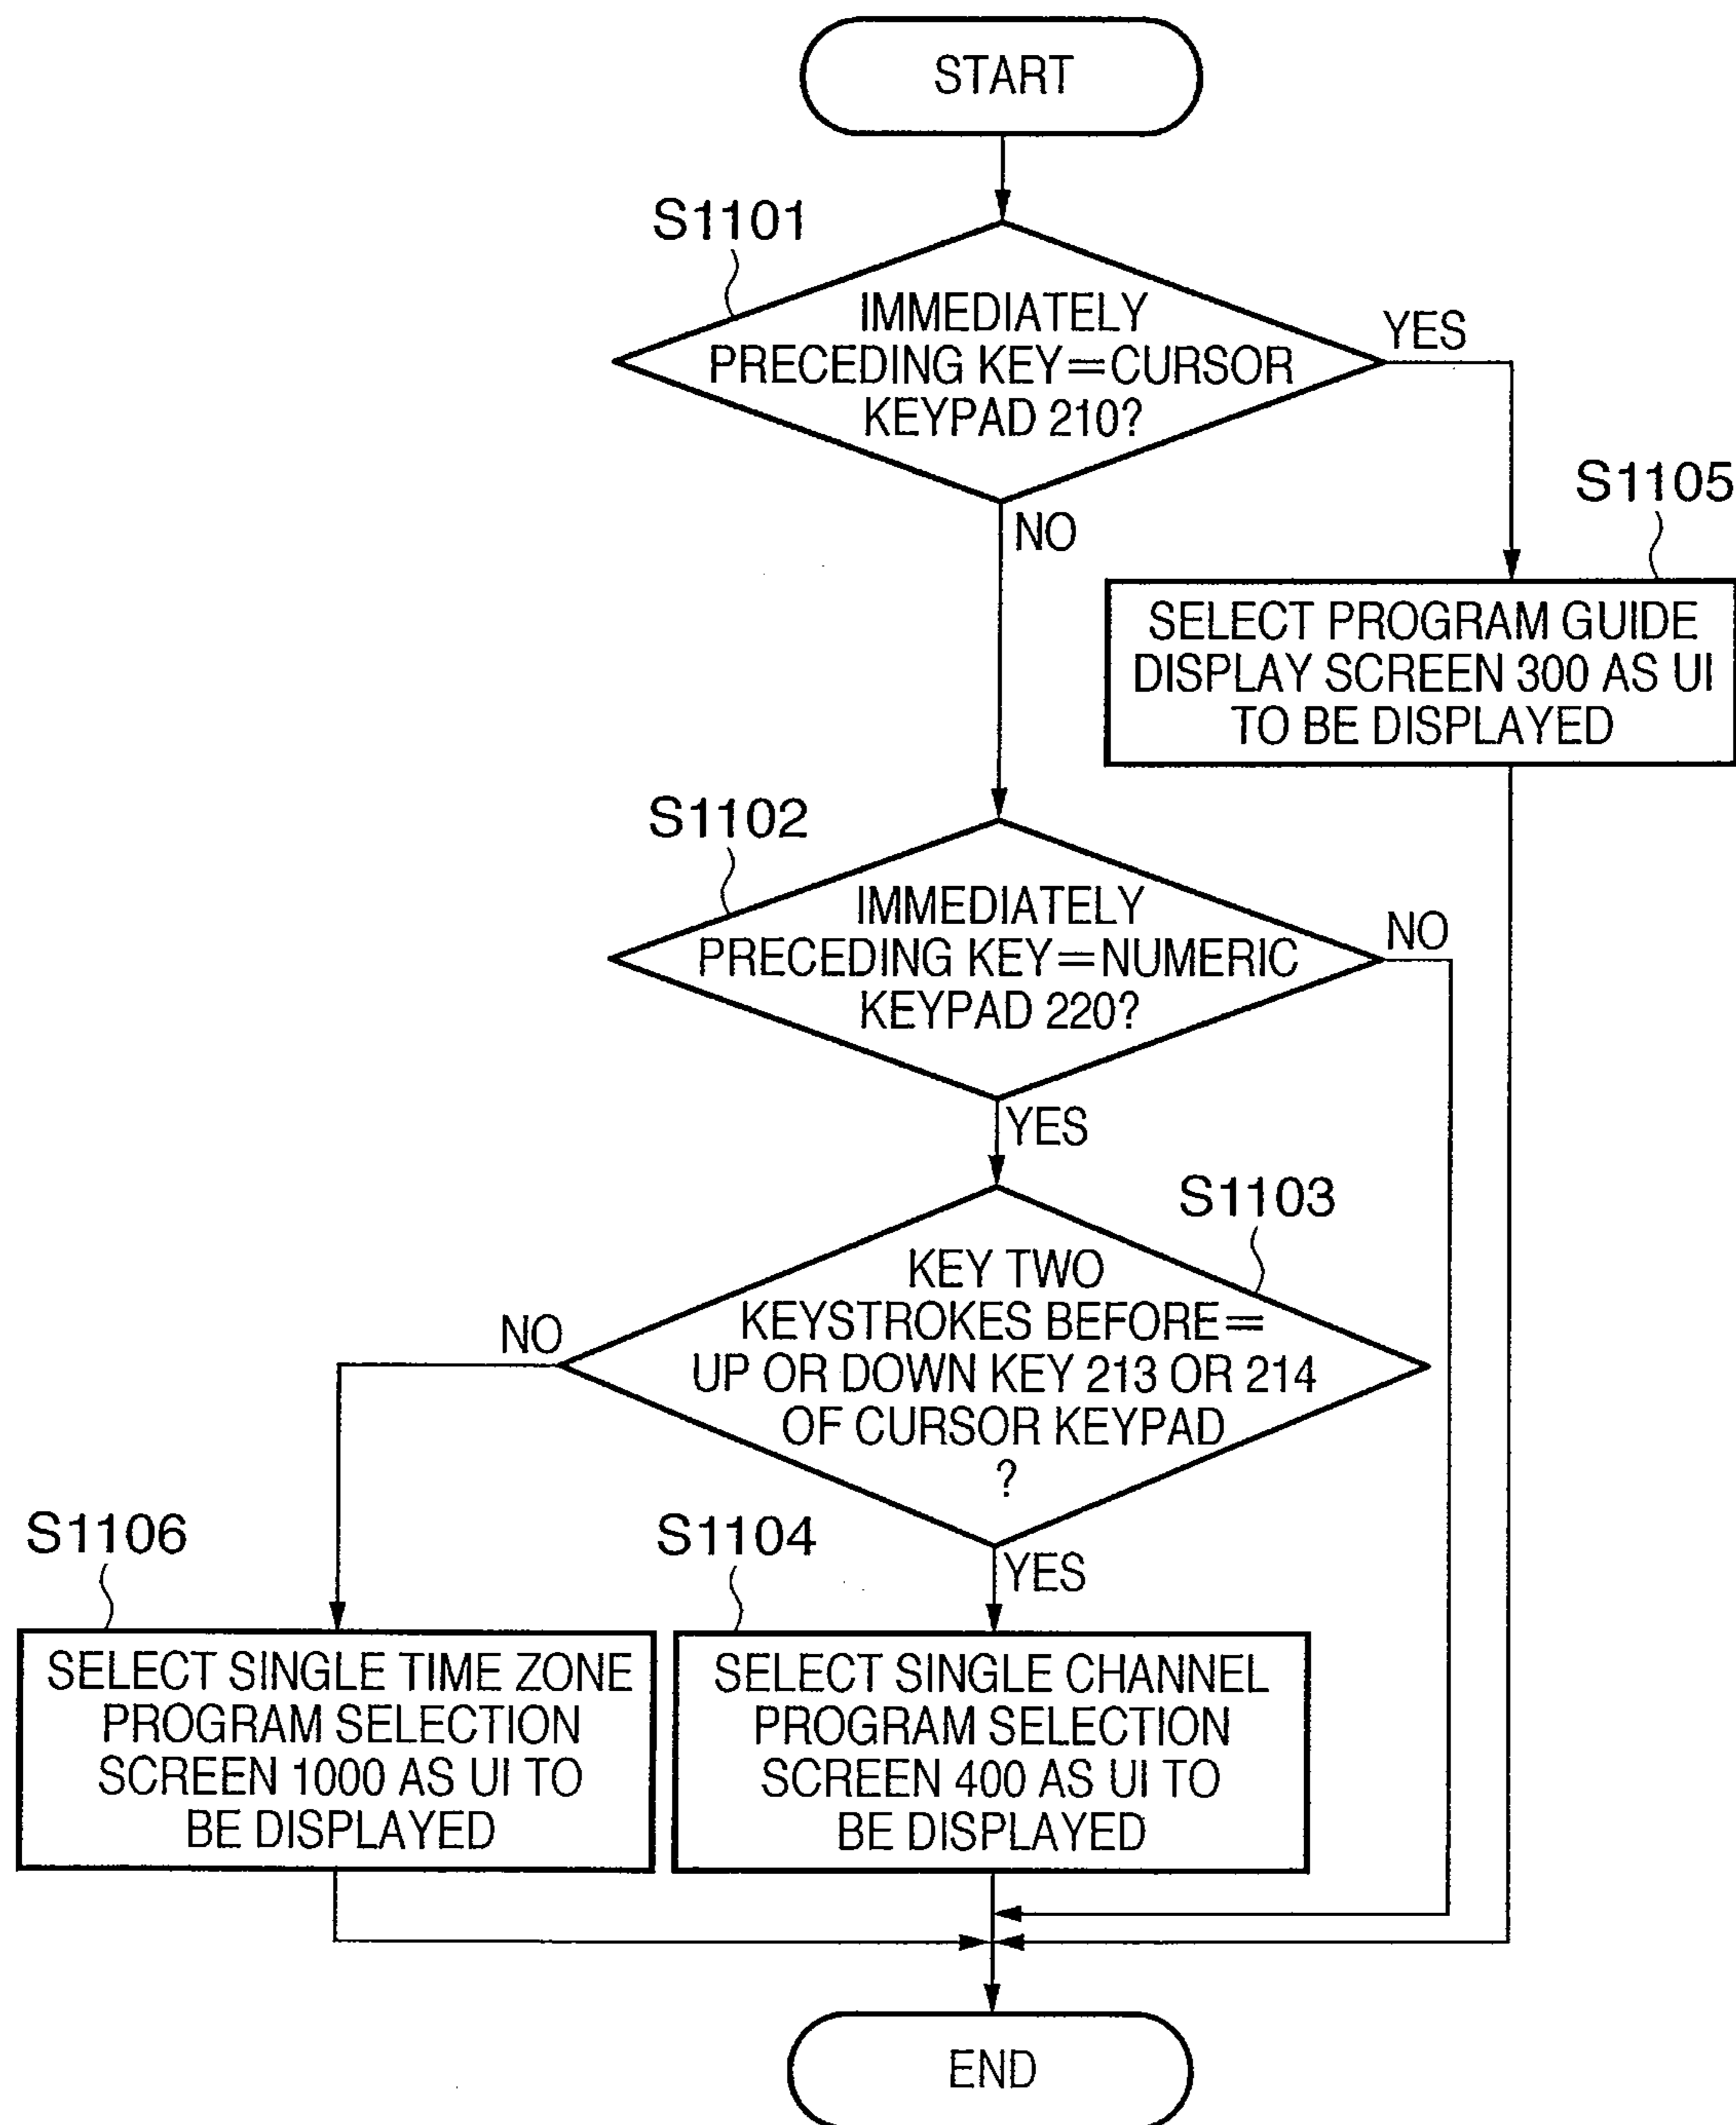 START
S1101
IMMEDIATELY
PRECEDING KEY=CURSOR
KEYPAD 210?
YES
NO
S1105
SELECT PROGRAM GUIDE
DISPLAY SCREEN 300 AS UI
TO BE DISPLAYED
S1102
IMMEDIATELY
PRECEDING KEY=NUMERIC
KEYPAD 220?
NO
YES
S1103
KEY TWO
KEYSTROKES BEFORE=
UP OR DOWN KEY 213 OR 214
OF CURSOR KEYPAD
?
NO
YES
S1106
SELECT SINGLE TIME ZONE
PROGRAM SELECTION
SCREEN 1000 AS UI TO
BE DISPLAYED
S1104
SELECT SINGLE CHANNEL
PROGRAM SELECTION
SCREEN 400 AS UI TO
BE DISPLAYED
END